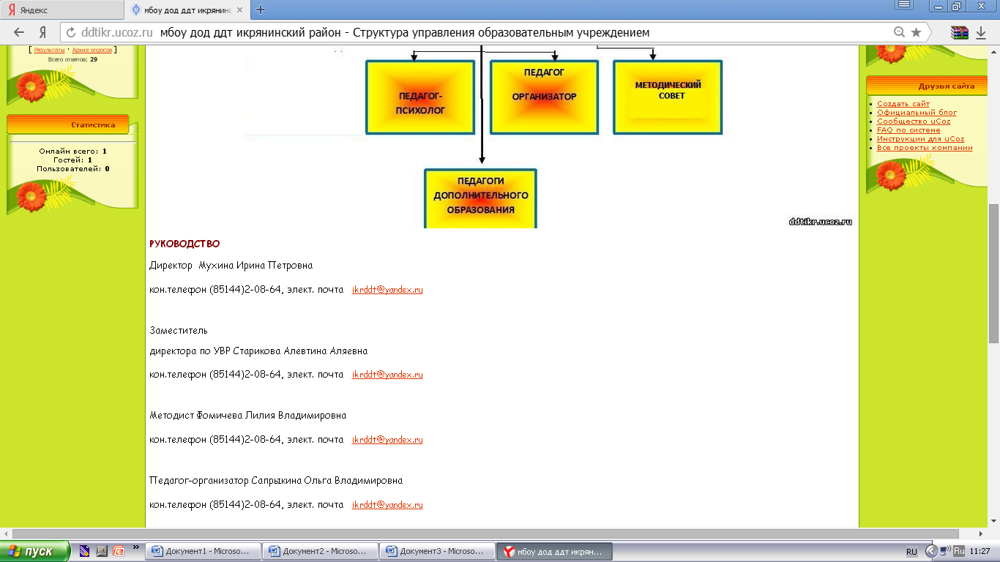 Яндекс
мбоу дод ддт икрянинс
ddtikr.ucoz.ru мбоу дод ддт икрянинский район - Структура управления образовательным учреждением
[ Результаты · Архив опросов ]
Всего ответов: 29
Статистика
Онлайн всего: 1
Гостей: 1
Пользователей: 0
ПЕДАГОГ-
ПСИХОЛОГ
ПЕДАГОГ
ОРГАНИЗАТОР
МЕТОДИЧЕСКИЙ
СОВЕТ
ПЕДАГОГИ
ДОПОЛНИТЕЛЬНОГО
ОБРАЗОВАНИЯ
ddtikr.ucoz.ru
РУКОВОДСТВО
Директор Мухина Ирина Петровна
кон.телефон (85144)2-08-64, элект. почта ikrddt@yandex.ru
Заместитель
директора по УВР Старикова Алевтина Аляевна
кон.телефон (85144)2-08-64, элект. почта ikrddt@yandex.ru
Методист Фомичева Лилия Владимировна
кон.телефон (85144)2-08-64, элект. почта ikrddt@yandex.ru
Педагог-организатор Сапрыкина Ольга Владимировна
кон.телефон (85144)2-08-64, элект. почта ikrddt@yandex.ru
Друзья сайта
Создать сайт
Официальный блог
Сообщество uCoz
FAQ по системе
Инструкции для uCoz
Все проекты компании
пуск
Документ1 - Microso...
Документ2 - Microso...
Документ3 - Microso...
мбоу дод ддт икрян...
RU
Ru
11:27